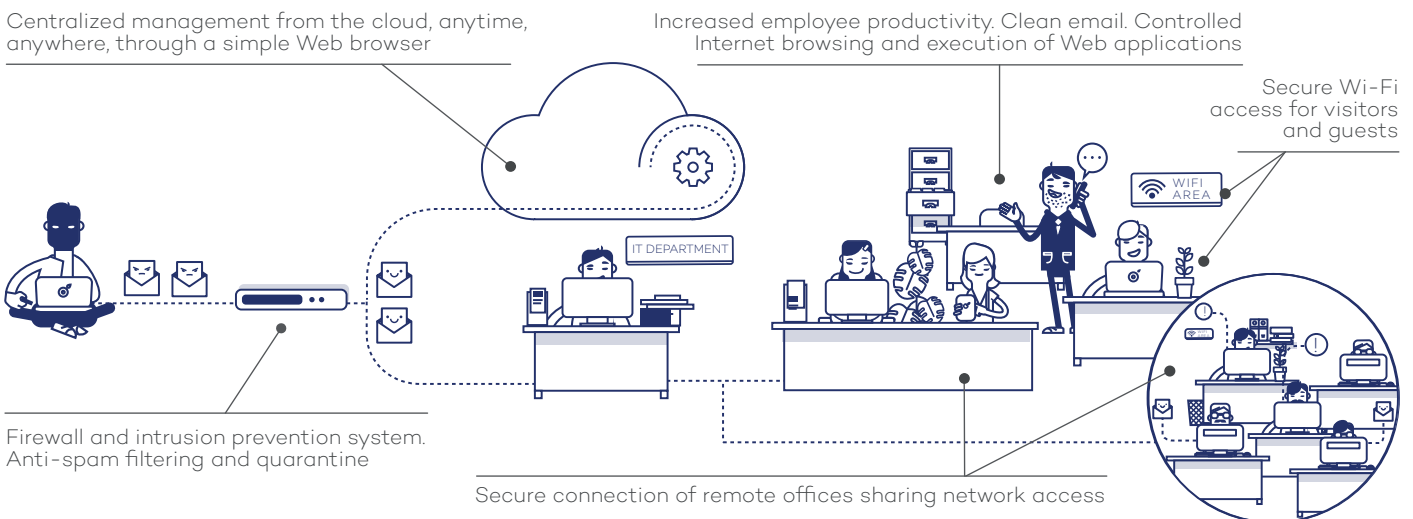 Centralized management from the cloud, anytime,
anywhere, through a simple Web browser
Increased employee productivity. Clean email. Controlled
Internet browsing and execution of Web applications
Secure Wi-Fi
access for visitors
and guests
WIFI
AREA
IT DEPARTMENT
Firewall and intrusion prevention system.
Anti-spam filtering and quarantine
Secure connection of remote offices sharing network access